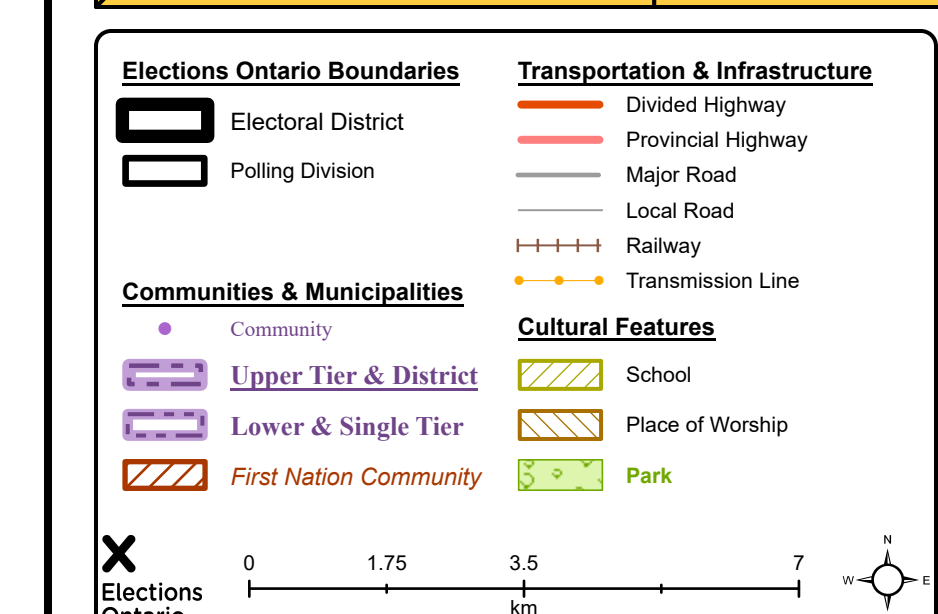 Elections Ontario Boundaries
Electoral District
Polling Division
Communities & Municipalities
Community
Upper Tier & District
Lower & Single Tier
First Nation Community
Transportation & Infrastructure
Divided Highway
Provincial Highway
Major Road
Local Road
Railway
Transmission Line
Cultural Features
School
Place of Worship
Park
Elections
Ontario
0 1.75 3.5 7
km
N
W E